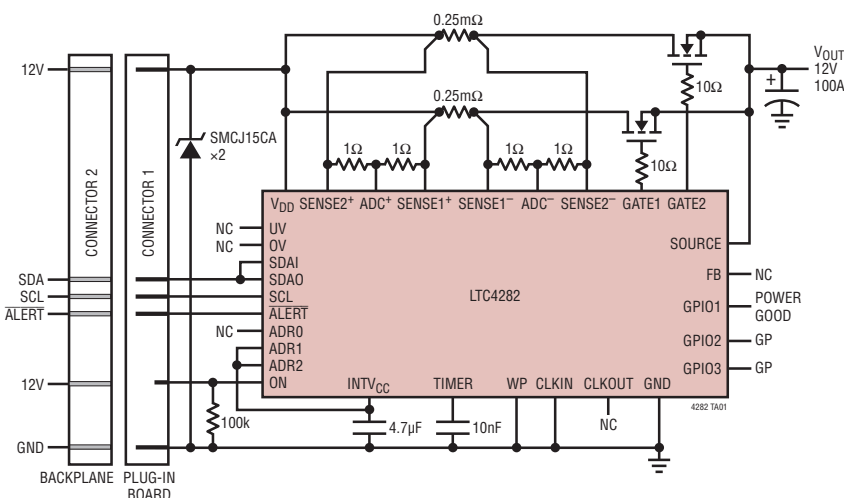 0.25mΩ
V_OUT
12V
100A
12V
+
10Ω
0.25mΩ
SMCJ15CA
×2
1Ω 1Ω 1Ω 1Ω
10Ω
CONNECTOR 2
CONNECTOR 1
V_DD SENSE2+ ADC+ SENSE1+ SENSE1– ADC– SENSE2– GATE1 GATE2
NC UV
NC OV
SOURCE
SDAI
SDA SDAO
FB NC
SCL SCL
LTC4282
ALERT ALERT
GPIO1 POWER
GOOD
NC ADR0
ADR1
GPIO2 GP
ADR2
GPIO3 GP
12V ON INTV_CC TIMER WP CLKIN CLKOUT GND
4282 TA01
100k 4.7µF 10nF NC
GND
BACKPLANE PLUG-IN
BOARD